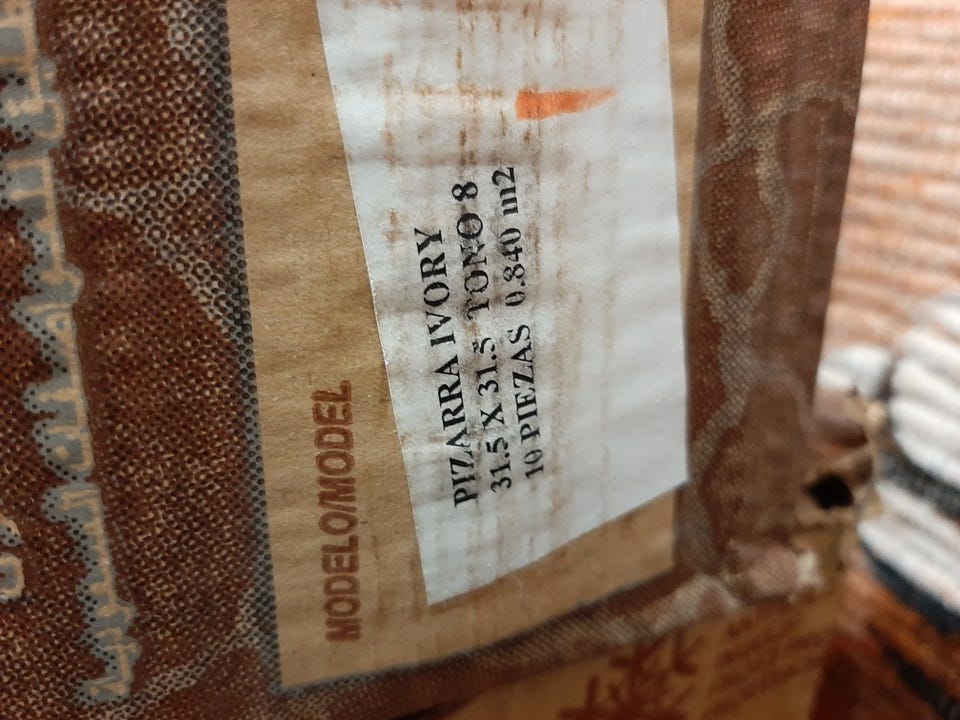 MODELO/MODEL
PIZARRA IVORY
31.5 X 31.5 TONO 8
10 PIEZAS 0.840 m2